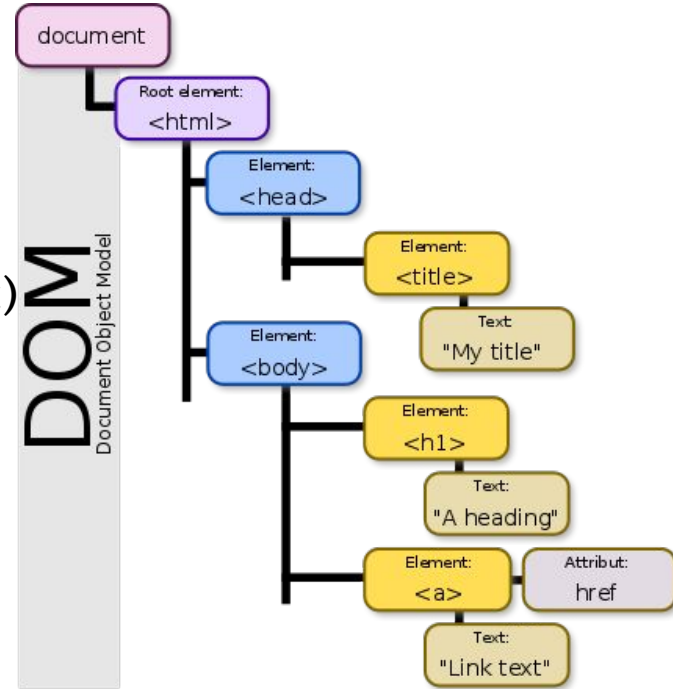 document
Root element:
<html>
Element:
<head>
Element:
<title>
Text
"My title"
)
DOM
Document Object Model
Element:
<body>
Element:
<h1>
Text:
"A heading"
Element:
<a>
Attribut:
href
Text:
"Link text"